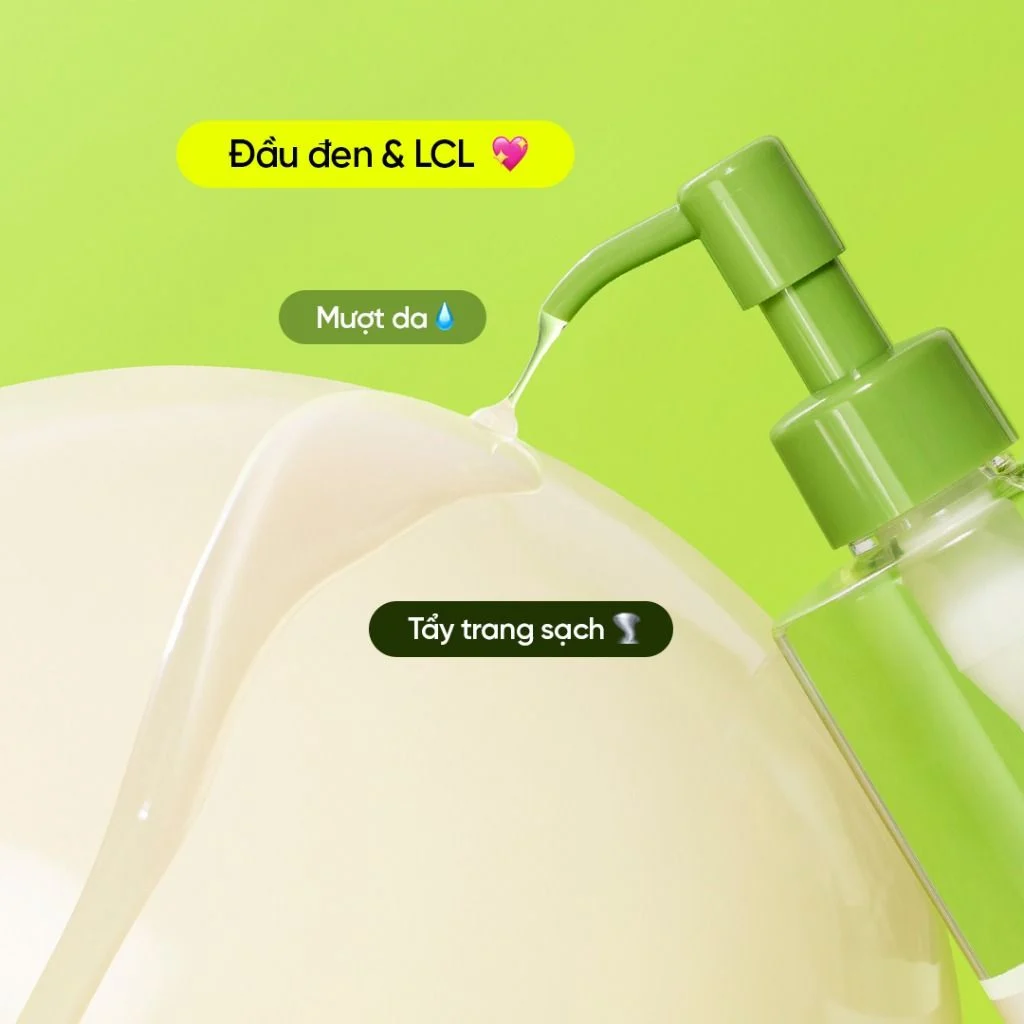 Đầu đen & LCL 💖
Mượt da💧
Tẩy trang sạch 🌪️